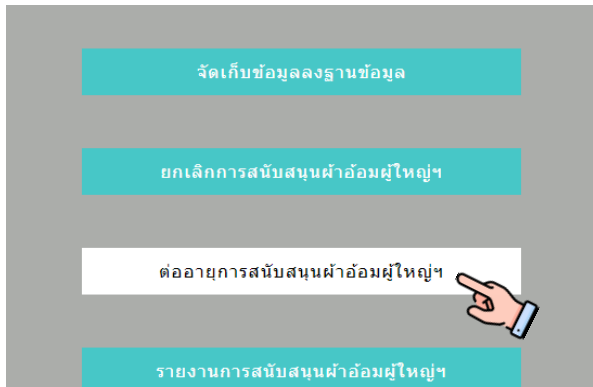 จัดเก็บข้อมูลลงฐานข้อมูล
ยกเลิกการสนับสนุนผ้าอ้อมผู้ใหญ่ฯ
ต่ออายุการสนับสนุนผ้าอ้อมผู้ใหญ่ฯ
รายงานการสนับสนุนผ้าอ้อมผู้ใหญ่ฯ